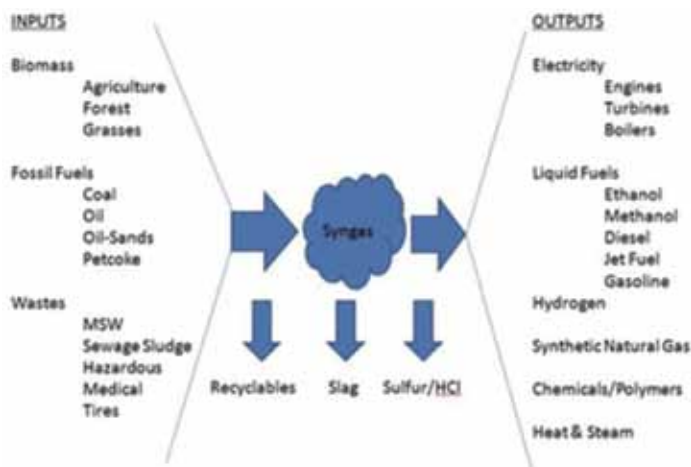 INPUTS
Biomass
Agriculture
Forest
Grasses
Fossil Fuels
Coal
Oil
Oil-Sands
Petcoke
Wastes
MSW
Sewage Sludge
Hazardous
Medical
Tires
Syngas
Recyclables
Slag
Sulfur/HCl
OUTPUTS
Electricity
Engines
Turbines
Boilers
Liquid Fuels
Ethanol
Methanol
Diesel
Jet Fuel
Gasoline
Hydrogen
Synthetic Natural Gas
Chemicals/Polymers
Heat & Steam